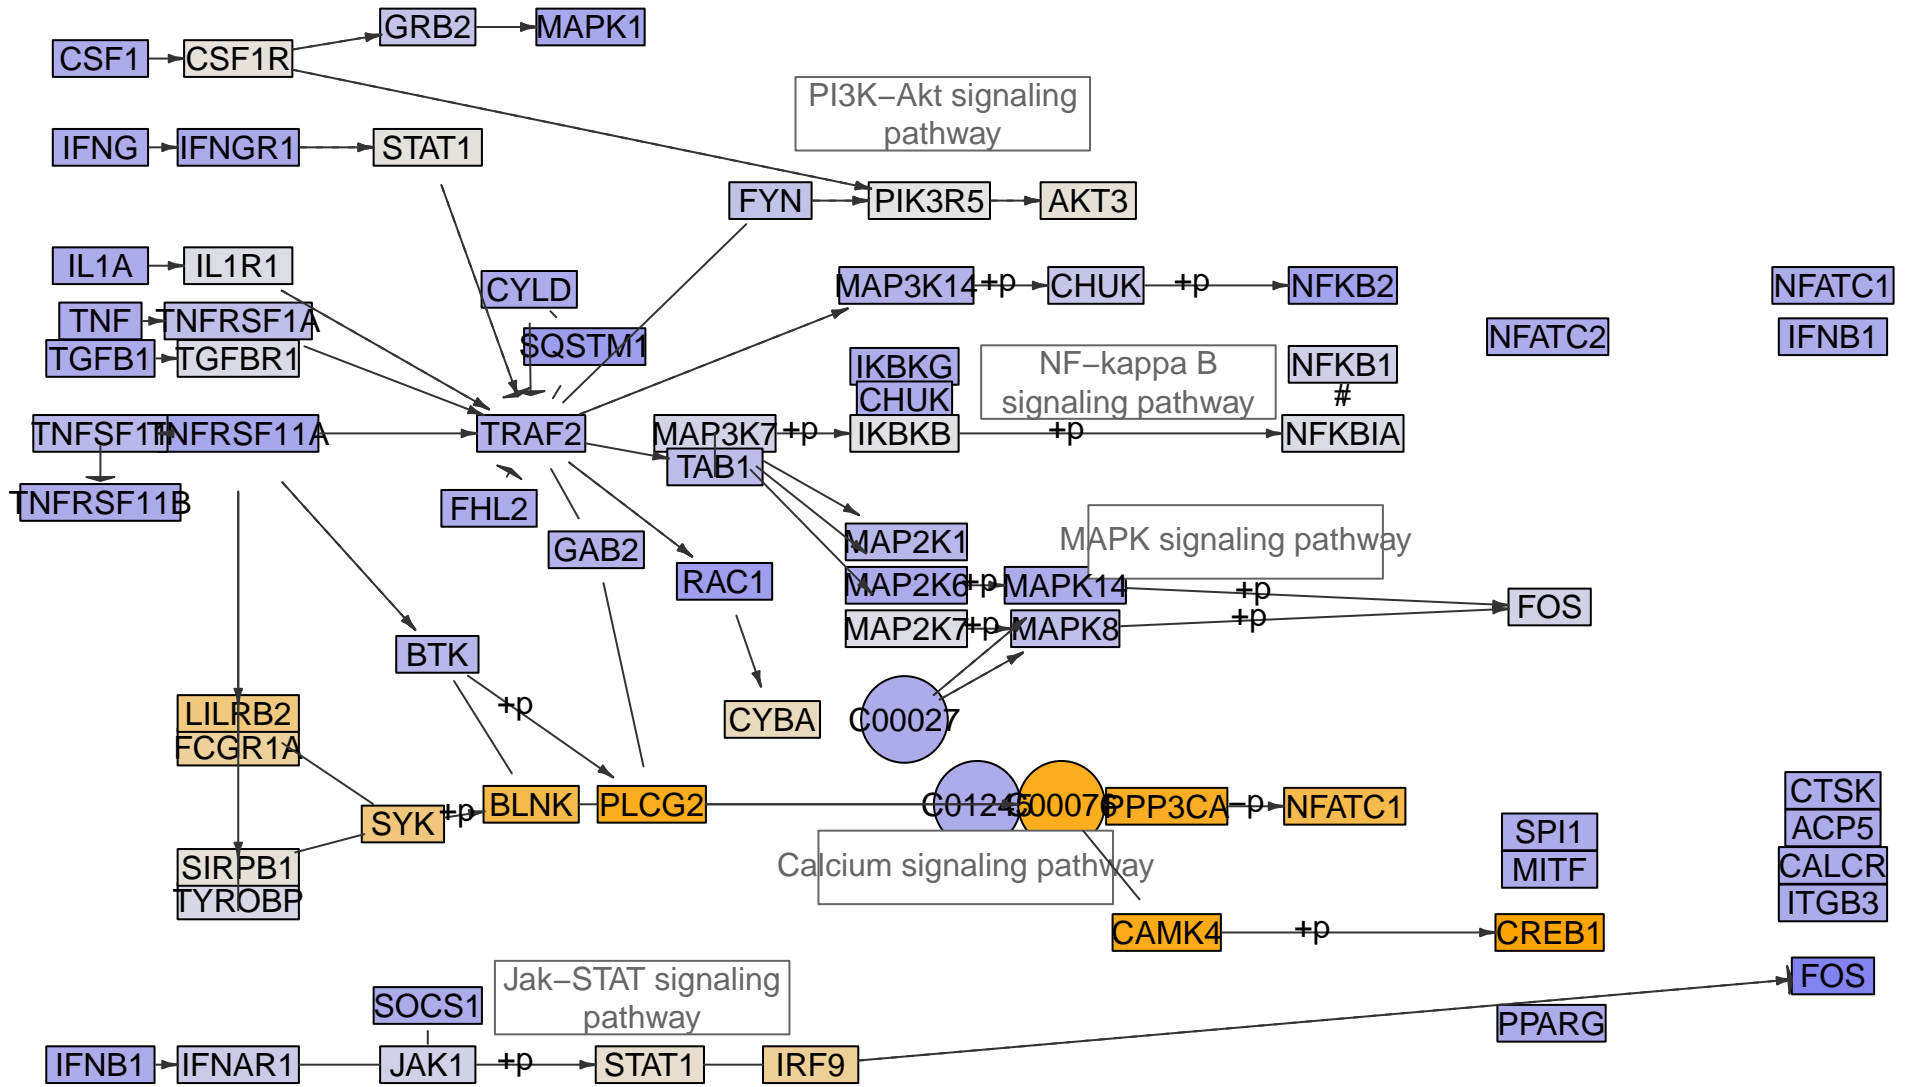 GRB2
MAPK1
CSF1
CSF1R
PI3K–Akt signaling
pathway
IFNG
IFNGR1
STAT1
FYN
PIK3R5
AKT3
IL1A
IL1R1
CYLD
MAP3K14
+p
CHUK
+p
NFKB2
NFATC1
TNF
TNFRSF1A
SQSTM1
NFATC2
IFNB1
TGFB1
TGFBR1
IKBKG
NF–kappa B
signaling pathway
NFKB1
CHUK
#
TNFRSF11A
TRAF2
MAP3K7
+p
IKBKB
+p
NFKBIA
TAB1
TNFRSF11B
FHL2
GAB2
MAP2K1
MAPK signaling pathway
RAC1
MAP2K6
+p
MAPK14
+p
FOS
MAP2K7
+p
MAPK8
+p
BTK
+p
LILRB2
CYBA
C00027
FCGR1A
SYK
+p
BLNK
PLCG2
C00076
PPP3CA
–p
NFATC1
CTSK
SPI1
ACP5
SIRPB1
Calcium signaling pathway
MITF
CALCR
TYROBP
ITGB3
CAMK4
+p
CREB1
Jak–STAT signaling
pathway
FOS
SOCS1
PPARG
IFNB1
IFNAR1
JAK1
+p
STAT1
IRF9